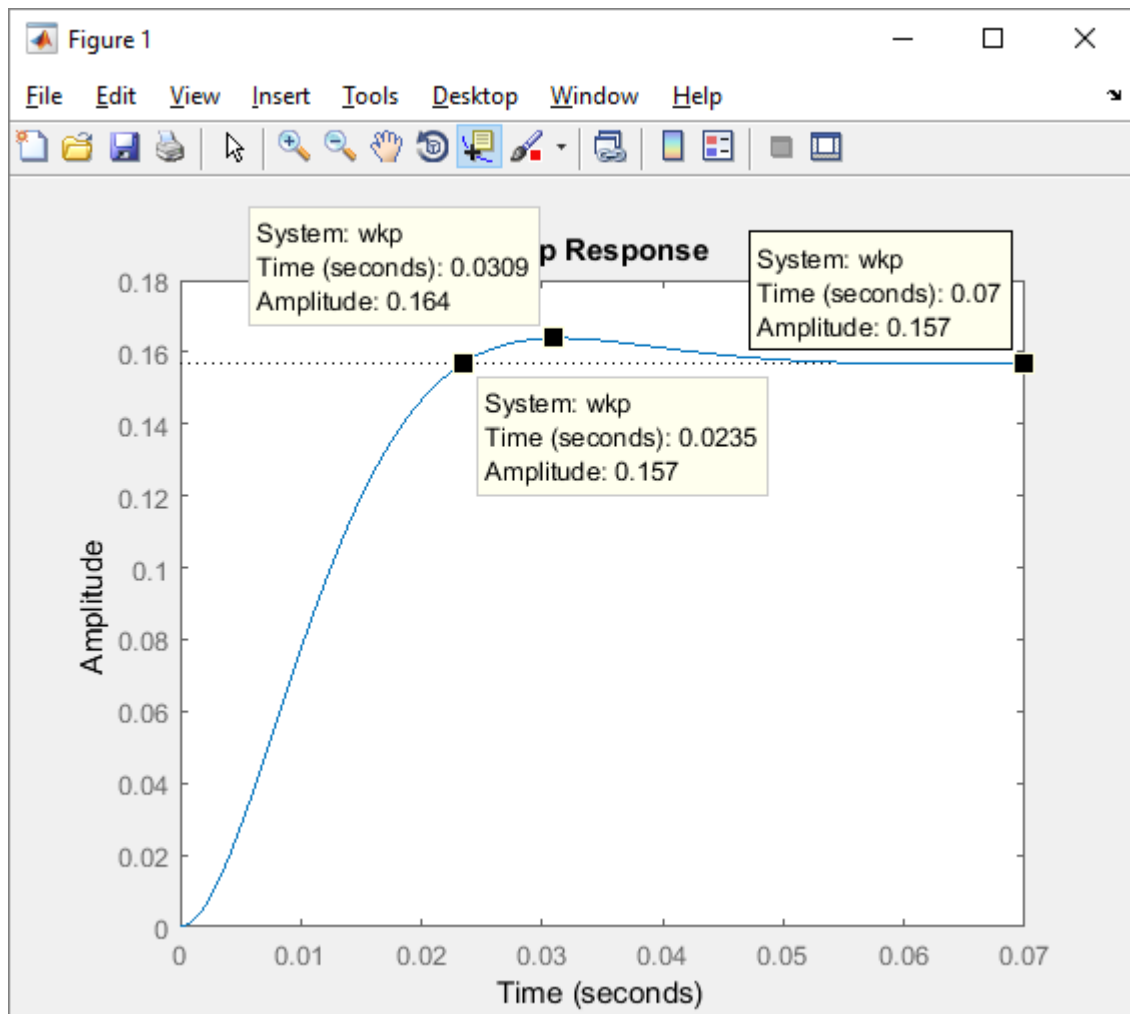 Figure 1
File Edit View Insert Tools Desktop Window Help
System: wkp
Time (seconds): 0.0309
Amplitude: 0.164
p Response
System: wkp
Time (seconds): 0.07
Amplitude: 0.157
System: wkp
Time (seconds): 0.0235
Amplitude: 0.157
0.18
0.16
0.14
0.12
0.1
0.08
0.06
0.04
0.02
0
Amplitude
0 0.01 0.02 0.03 0.04 0.05 0.06 0.07
Time (seconds)